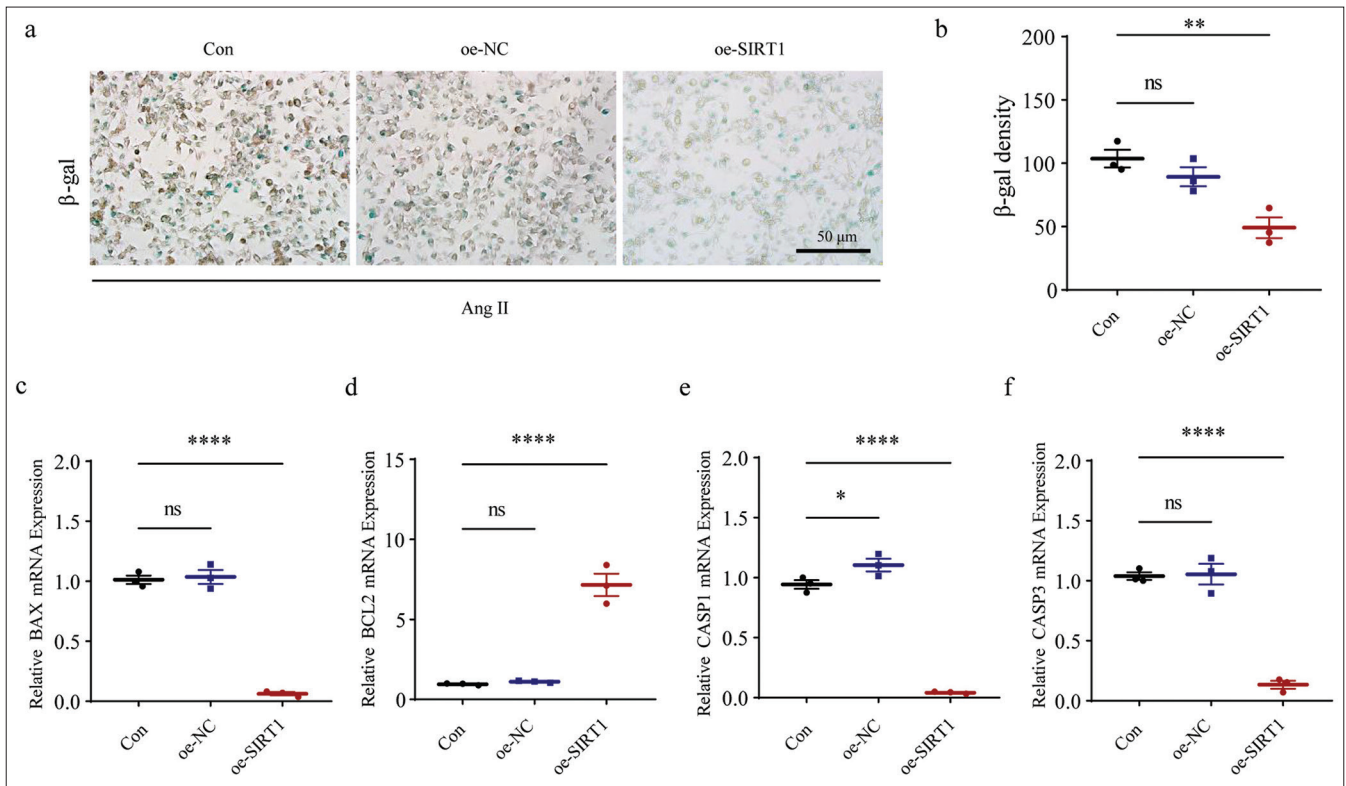 a
Con
oe-NC
oe-SIRT1
β-gal
50 μm
Ang II
b
β-gal density
200
150
100
50
0
**
ns
Con
oe-NC
oe-SIRT1
c
Relative BAX mRNA Expression
2.0
1.5
1.0
0.5
0.0
****
ns
Con
oe-NC
oe-SIRT1
d
Relative BCL2 mRNA Expression
15
10
5
0
****
ns
Con
oe-NC
oe-SIRT1
e
Relative CASP1 mRNA Expression
2.0
1.5
1.0
0.5
0.0
****
*
Con
oe-NC
oe-SIRT1
f
Relative CASP3 mRNA Expression
2.0
1.5
1.0
0.5
0.0
****
ns
Con
oe-NC
oe-SIRT1